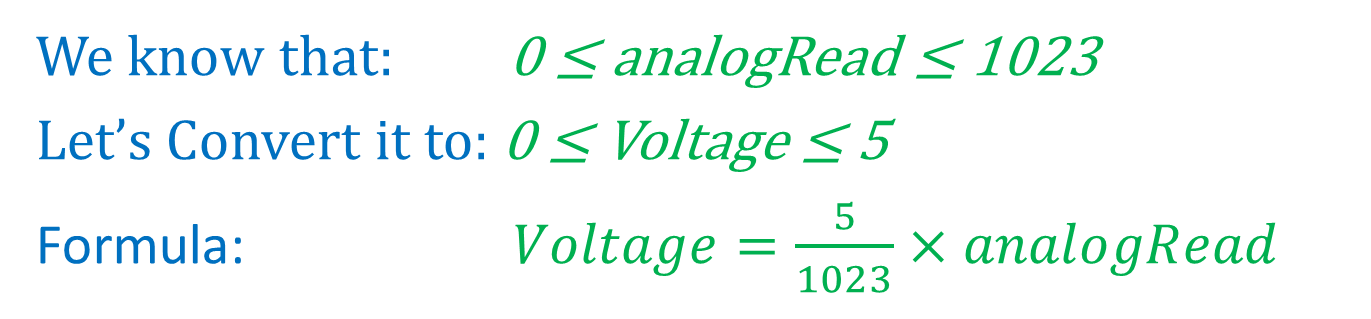 We know that: 0 ≤ analogRead ≤ 1023
Let’s Convert it to: 0 ≤ Voltage ≤ 5
Formula: Voltage = 5/1023 × analogRead